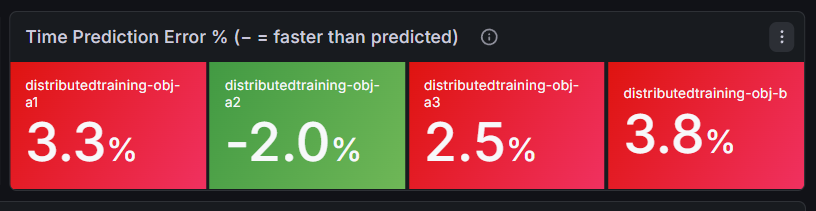 Time Prediction Error % (− = faster than predicted)
distributedtraining-obj-
a1
3.3%
distributedtraining-obj-
a2
-2.0%
distributedtraining-obj-
a3
2.5%
distributedtraining-obj-b
3.8%